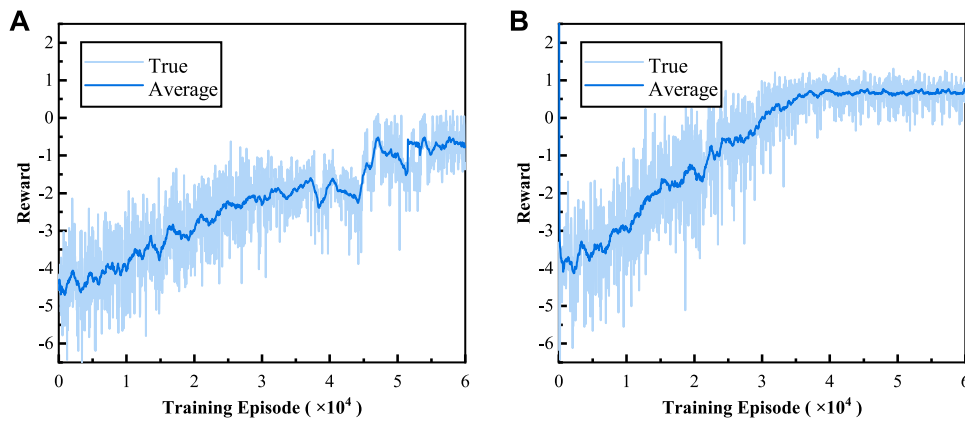 A
2
1
0
-1
-2
-3
-4
-5
-6
Reward
True
Average
0 1 2 3 4 5 6
Training Episode ( ×10⁴ )
B
2
1
0
-1
-2
-3
-4
-5
-6
Reward
True
Average
0 1 2 3 4 5 6
Training Episode ( ×10⁴ )